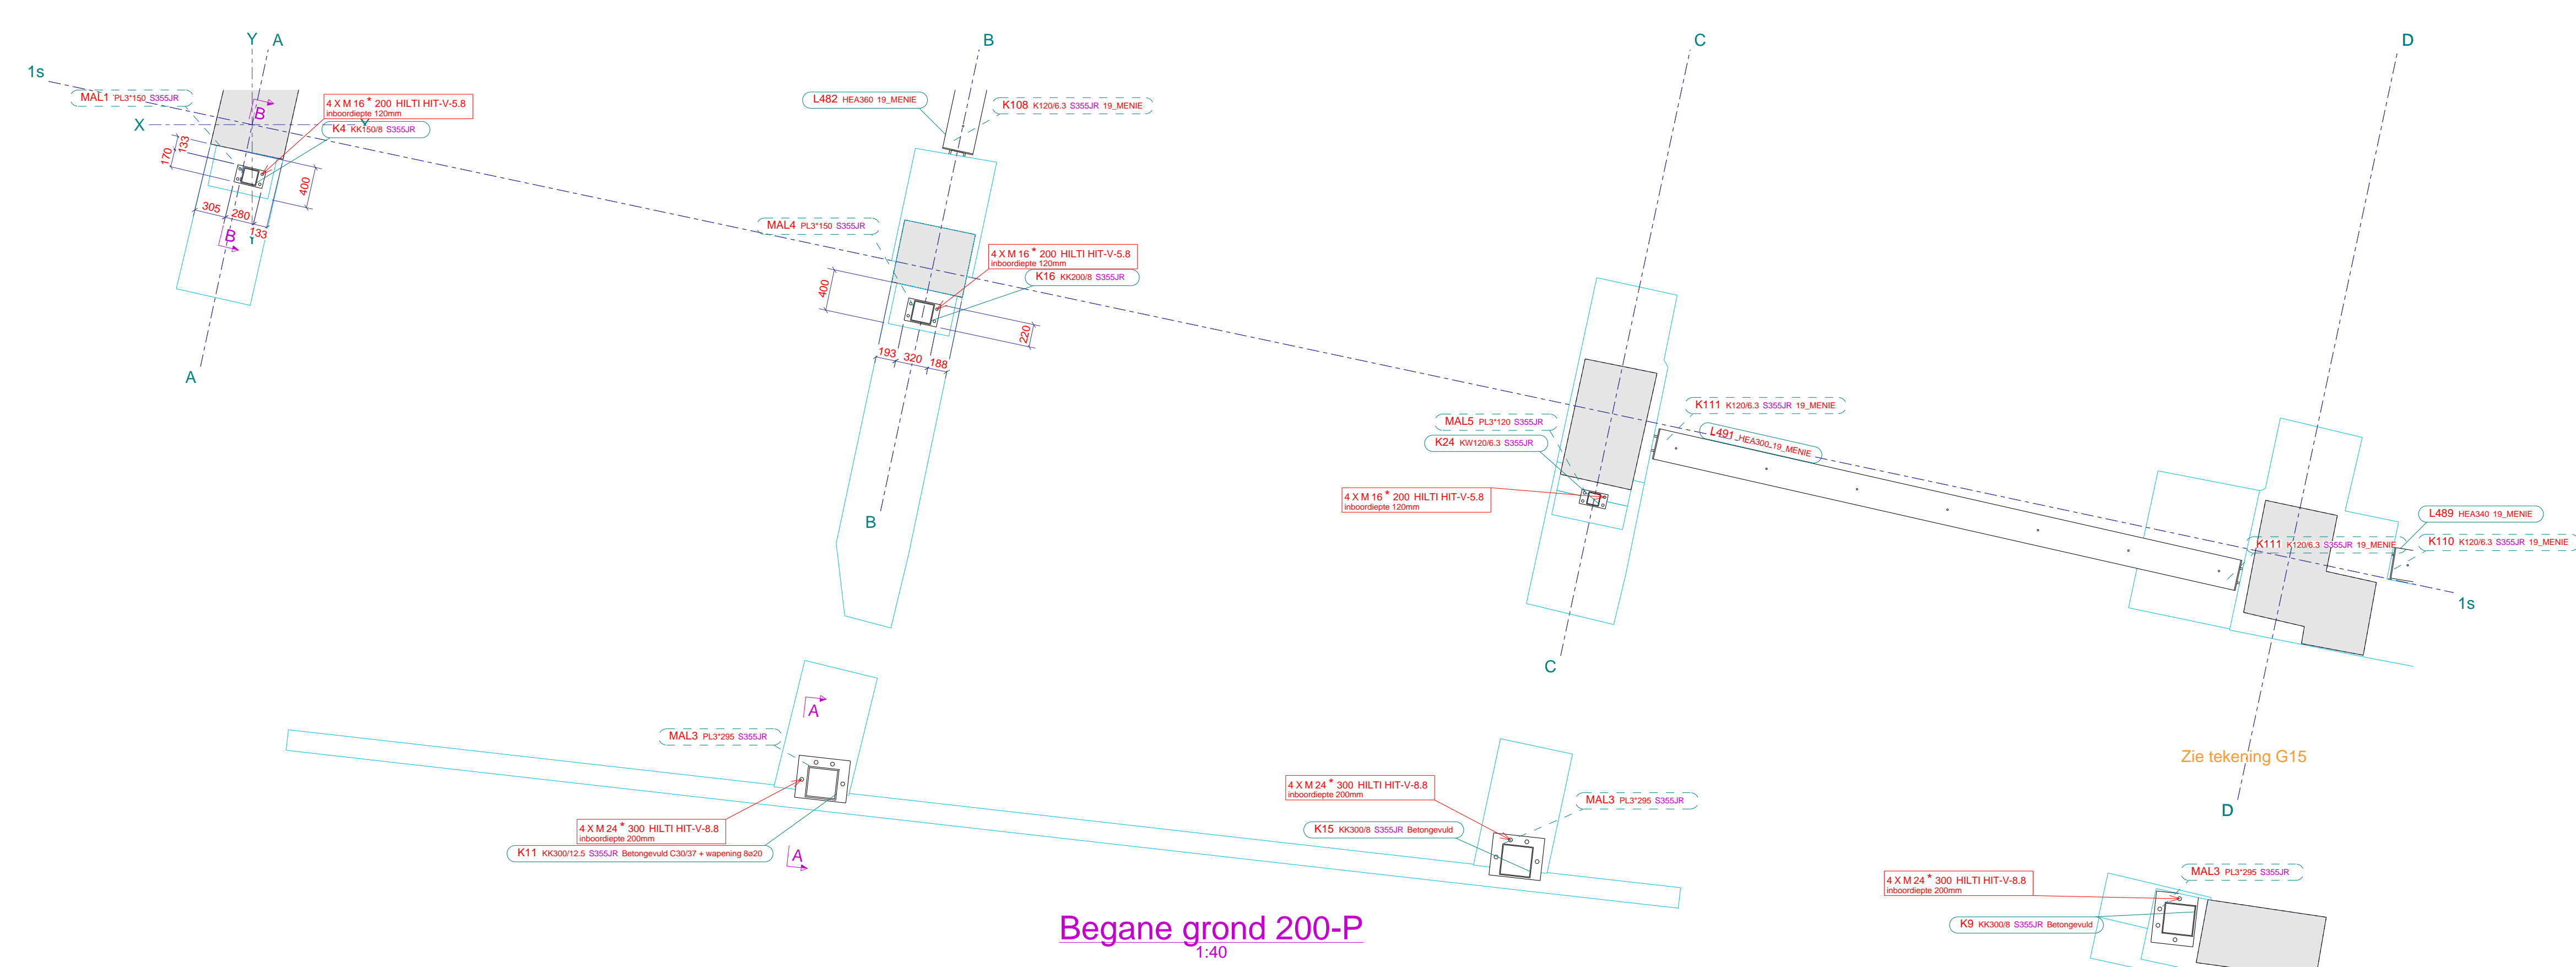 Y A
B
C
D
1s
MAL1 PL3*150 S355JR
4 X M 16 * 200 HILTI HIT-V-5.8
inboordiepte 120mm
B
L482 HEA360 19_MENIE
K108 K120/6.3 S355JR 19_MENIE
X
Y
K4 KK150/8 S355JR
133
170
400
305 280 133
B
Y
MAL4 PL3*150 S355JR
4 X M 16 * 200 HILTI HIT-V-5.8
inboordiepte 120mm
K16 KK200/8 S355JR
400
220
193 320 188
A
B
MAL5 PL3*120 S355JR
K24 KW120/6.3 S355JR
K111 K120/6.3 S355JR 19_MENIE
L491 HEA300 19_MENIE
4 X M 16 * 200 HILTI HIT-V-5.8
inboordiepte 120mm
L489 HEA340 19_MENIE
K111 K120/6.3 S355JR 19_MENIE
K110 K120/6.3 S355JR 19_MENIE
1s
C
A
MAL3 PL3*295 S355JR
Zie tekening G15
4 X M 24 * 300 HILTI HIT-V-8.8
inboordiepte 200mm
MAL3 PL3*295 S355JR
D
4 X M 24 * 300 HILTI HIT-V-8.8
inboordiepte 200mm
K15 KK300/8 S355JR Betongevuld
K11 KK300/12.5 S355JR Betongevuld C30/37 + wapening 8ø20
A
MAL3 PL3*295 S355JR
4 X M 24 * 300 HILTI HIT-V-8.8
inboordiepte 200mm
K9 KK300/8 S355JR Betongevuld
Begane grond 200-P
1:40